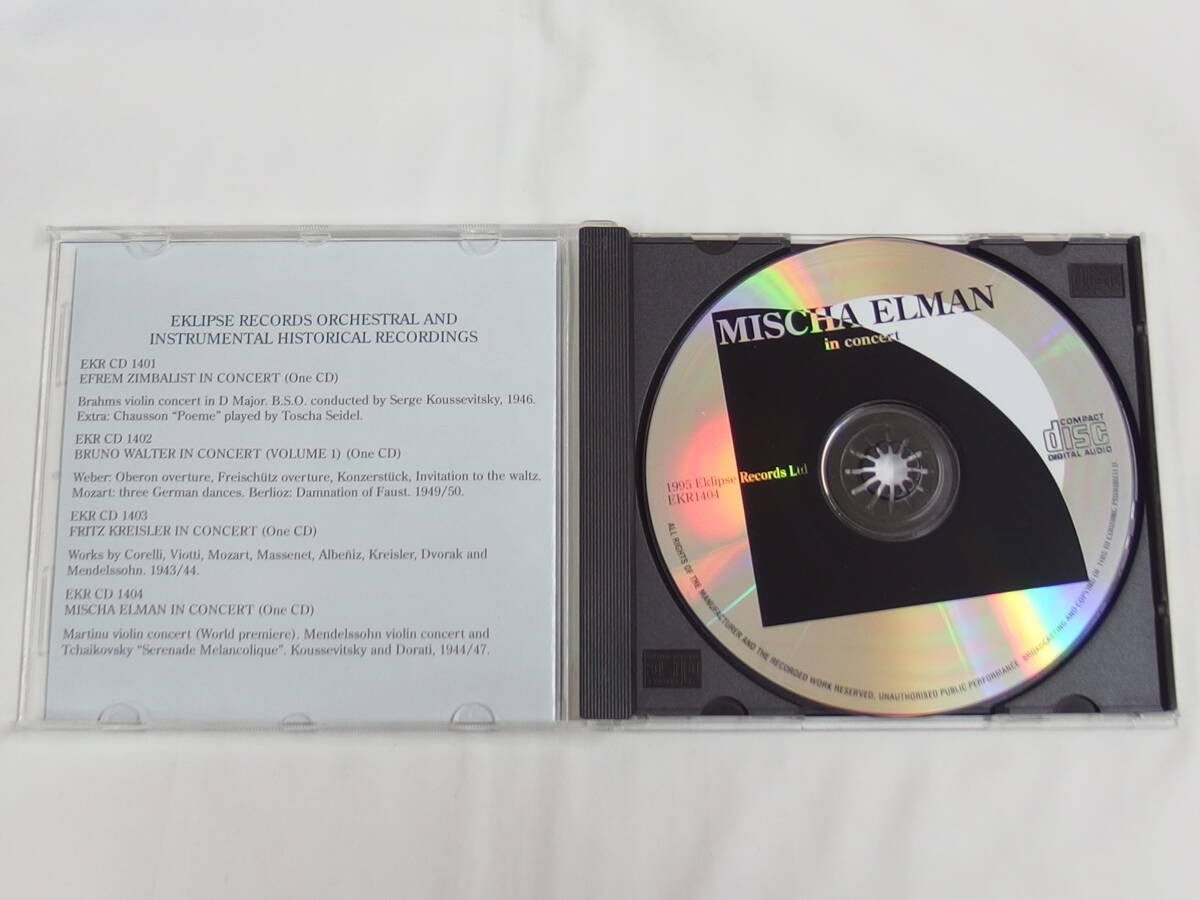 EKLIPSE RECORDS ORCHESTRAL AND
INSTRUMENTAL HISTORICAL RECORDINGS
EKR CD 1401
EFREM ZIMBALIST IN CONCERT (One CD)
Brahms violin concert in D Major. B.S.O. conducted by Serge Koussevitsky, 1946.
Extra: Chausson “Poeme” played by Toscha Seidel.
EKR CD 1402
BRUNO WALTER IN CONCERT (VOLUME 1) (One CD)
Weber: Oberon overture, Freischütz overture, Konzerstück, Invitation to the waltz.
Mozart: three German dances. Berlioz: Damnation of Faust. 1949/50.
EKR CD 1403
FRITZ KREISLER IN CONCERT (One CD)
Works by Corelli, Viotti, Mozart, Massenet, Albeñiz, Kreisler, Dvorak and
Mendelssohn. 1943/44.
EKR CD 1404
MISCHA ELMAN IN CONCERT (One CD)
Martinu violin concert (World premiere). Mendelssohn violin concert and
Tchaikovsky “Serenade Melancolique”. Koussevitsky and Dorati, 1944/47.
MISCHA ELMAN
in concert
COMPACT
disc
DIGITAL AUDIO
1995 Eklipse Records Ltd
EKR1404
ALL RIGHTS OF THE MANUFACTURER AND THE RECORDED WORK RESERVED. UNAUTHORISED PUBLIC PERFORMANCE BROADCASTING AND COPYING OF THIS RECORDING PROHIBITED